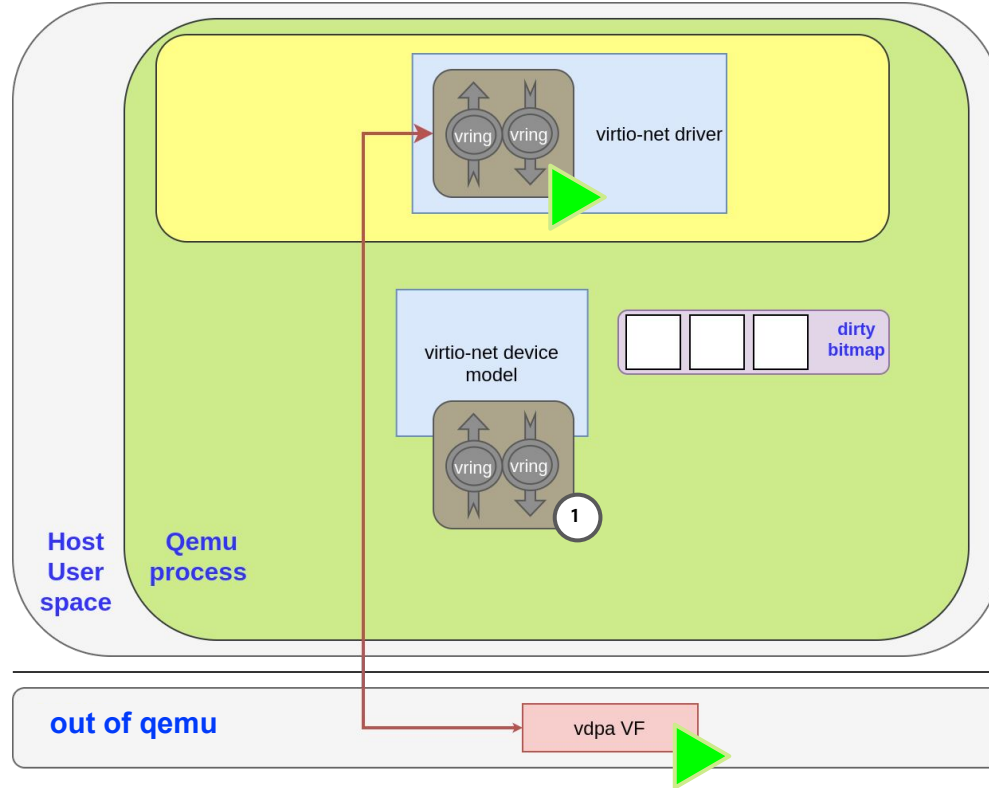 vring
vring
virtio-net driver
virtio-net device
model
dirty
bitmap
vring
vring
1
Host
User
space
Qemu
process
out of qemu
vdpa VF